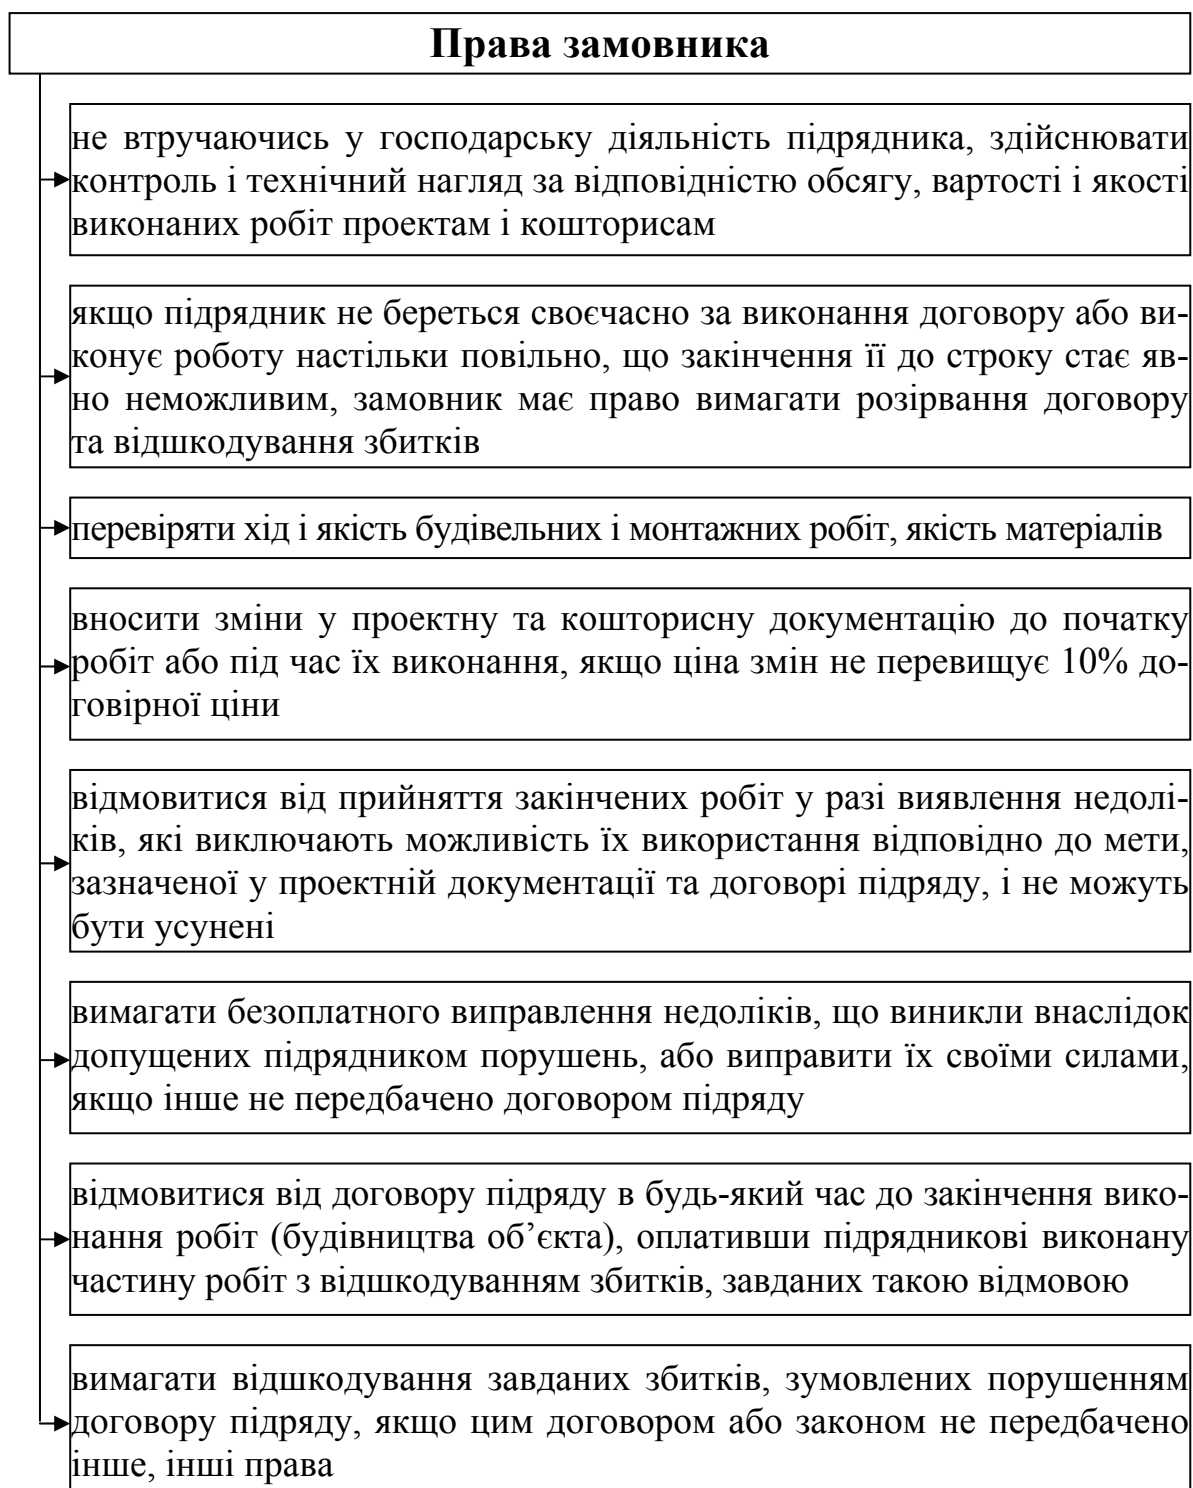 Права замовника
не втручаючись у господарську діяльність підрядника, здійснювати
контроль і технічний нагляд за відповідністю обсягу, вартості і якості
виконаних робіт проектам і кошторисам
якщо підрядник не береться своєчасно за виконання договору або ви-
конує роботу настільки повільно, що закінчення її до строку стає яв-
но неможливим, замовник має право вимагати розірвання договору
та відшкодування збитків
перевіряти хід і якість будівельних і монтажних робіт, якість матеріалів
вносити зміни у проектну та кошторисну документацію до початку
робіт або під час їх виконання, якщо ціна змін не перевищує 10% до-
говірної ціни
відмовитися від прийняття закінчених робіт у разі виявлення недолі-
ків, які виключають можливість їх використання відповідно до мети,
зазначеної у проектній документації та договорі підряду, і не можуть
бути усунені
вимагати безоплатного виправлення недоліків, що виникли внаслідок
допущених підрядником порушень, або виправити їх своїми силами,
якщо інше не передбачено договором підряду
відмовитися від договору підряду в будь-який час до закінчення вико-
нання робіт (будівництва об’єкта), оплативши підрядникові виконану
частину робіт з відшкодуванням збитків, завданих такою відмовою
вимагати відшкодування завданих збитків, зумовлених порушенням
договору підряду, якщо цим договором або законом не передбачено
інше, інші права